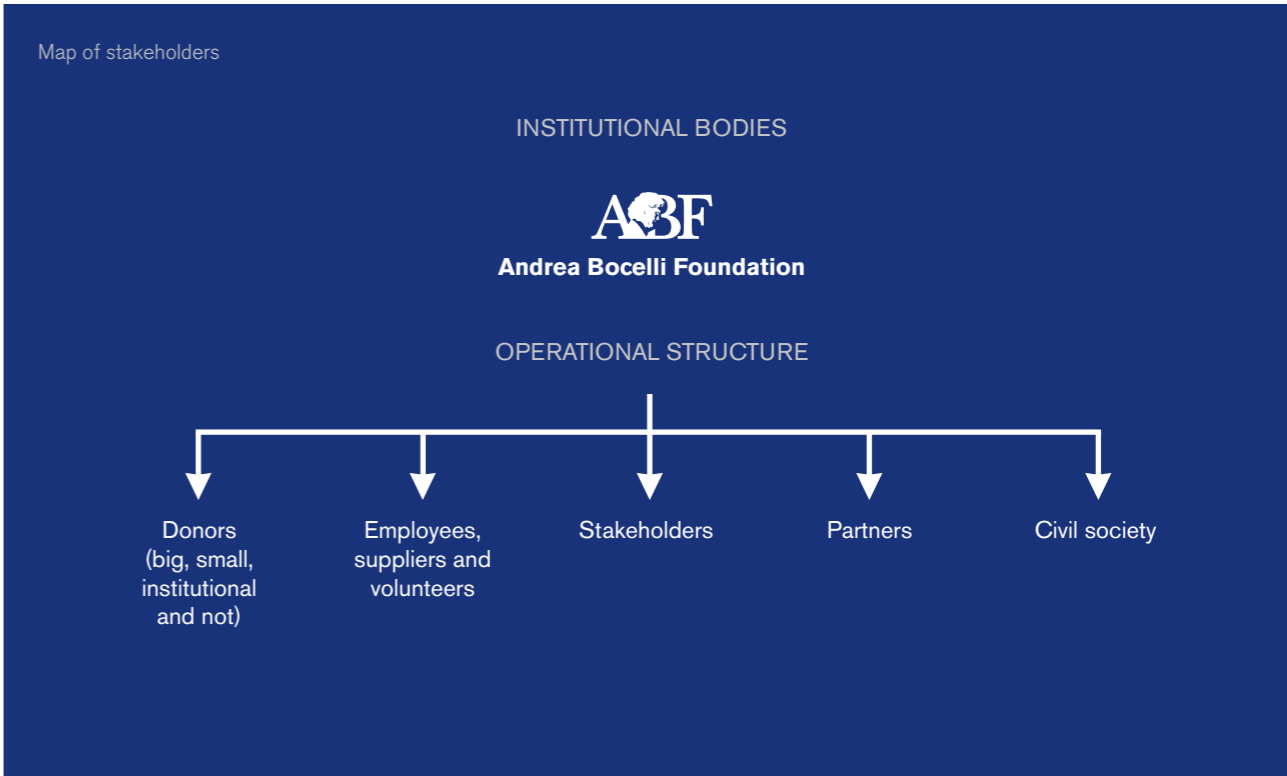 Map of stakeholders
INSTITUTIONAL BODIES
ABF
Andrea Bocelli Foundation
OPERATIONAL STRUCTURE
Donors
(big, small,
institutional
and not)
Employees,
suppliers and
volunteers
Stakeholders
Partners
Civil society